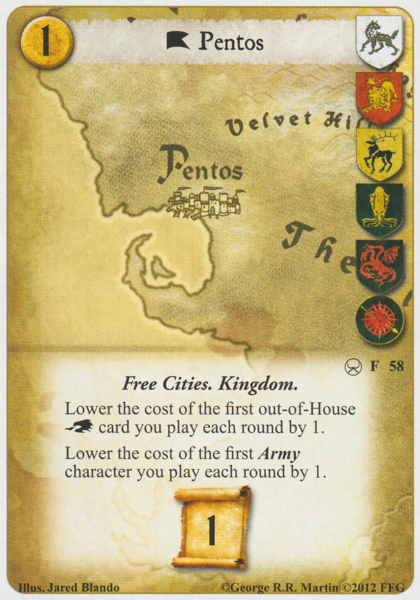 1
Pentos
Velvet Hil
Pentos
The
F 58
Free Cities. Kingdom.
Lower the cost of the first out-of-House
card you play each round by 1.
Lower the cost of the first Army
character you play each round by 1.
1
Illus. Jared Blando
©George R.R. Martin ©2012 FFG